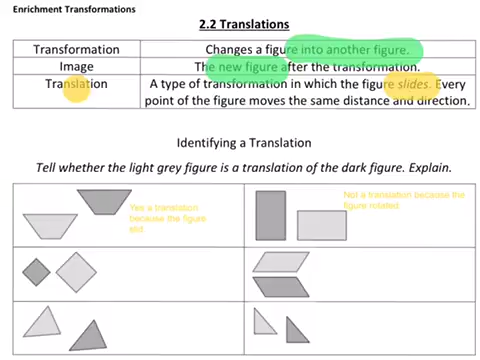 Enrichment Transformations
2.2 Translations
Transformation Changes a figure into another figure.
Image The new figure after the transformation.
Translation A type of transformation in which the figure slides. Every
point of the figure moves the same distance and direction.
Identifying a Translation
Tell whether the light grey figure is a translation of the dark figure. Explain.
Yes a translation
because the figure
slid.
Not a translation because the
figure rotated.